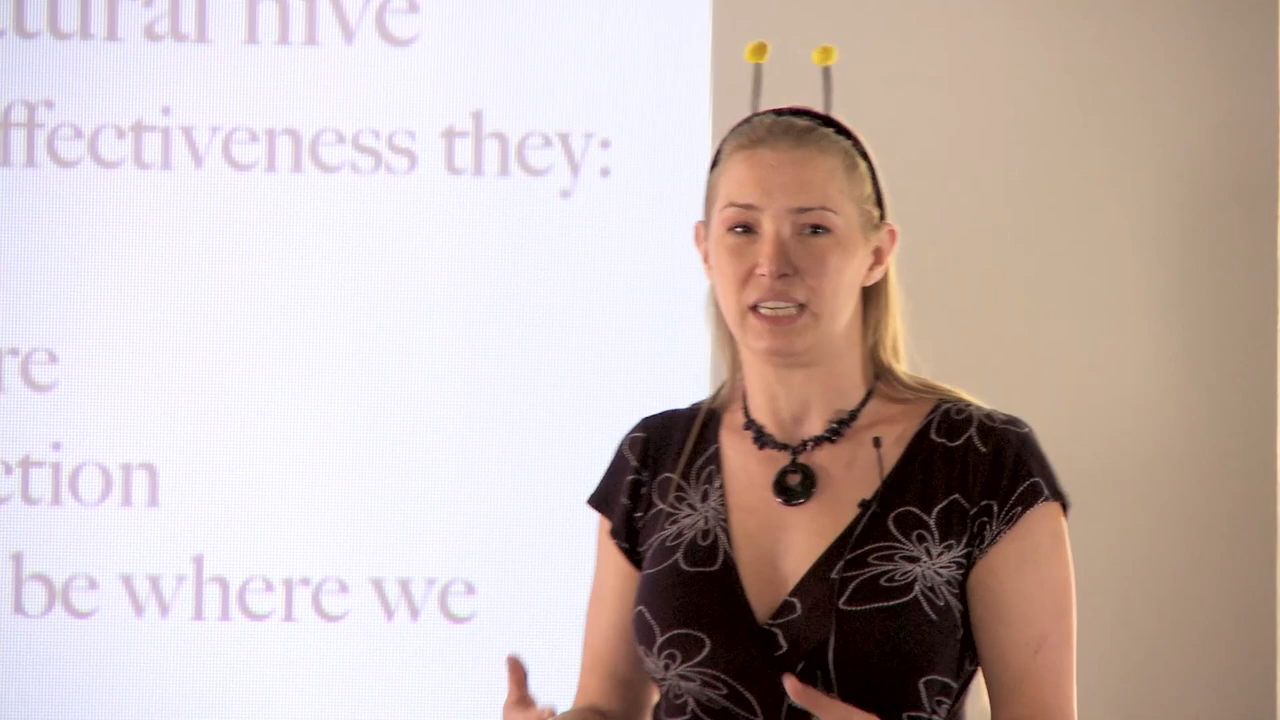 tural hive
ffectiveness they:
re
ction
be where we